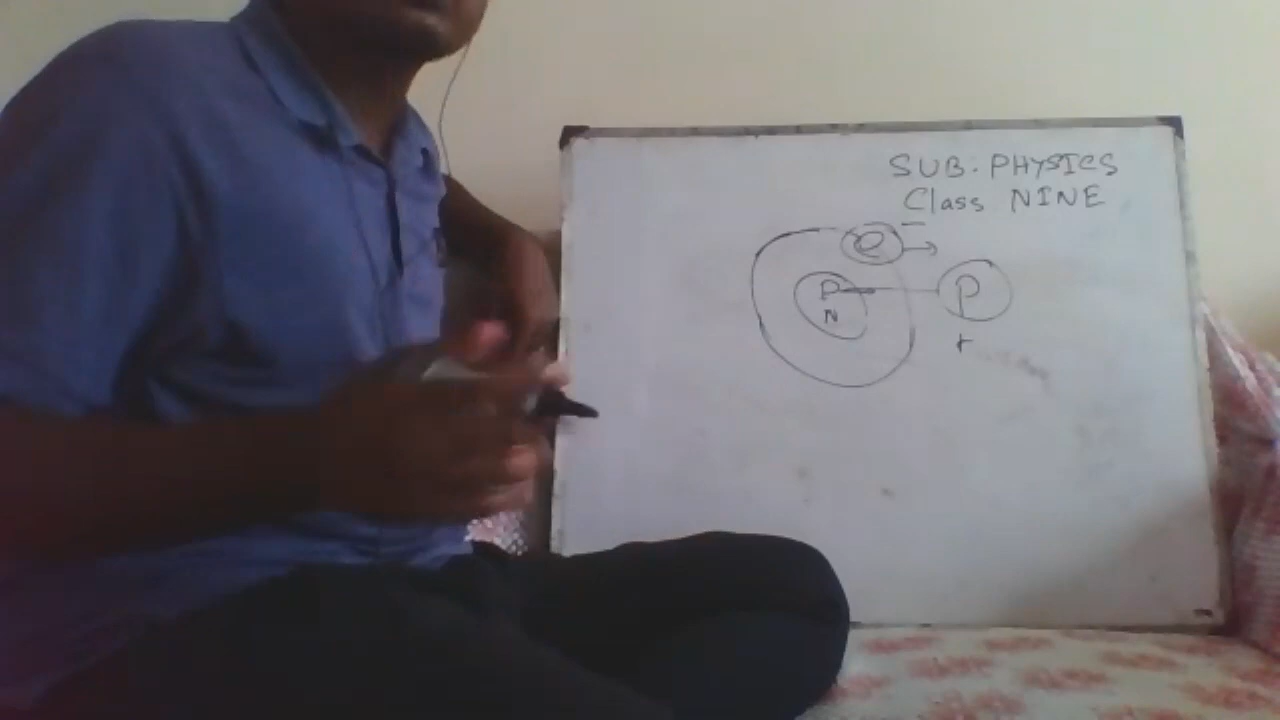 SUB. PHYSICS
Class NINE
e -
P P
N
+